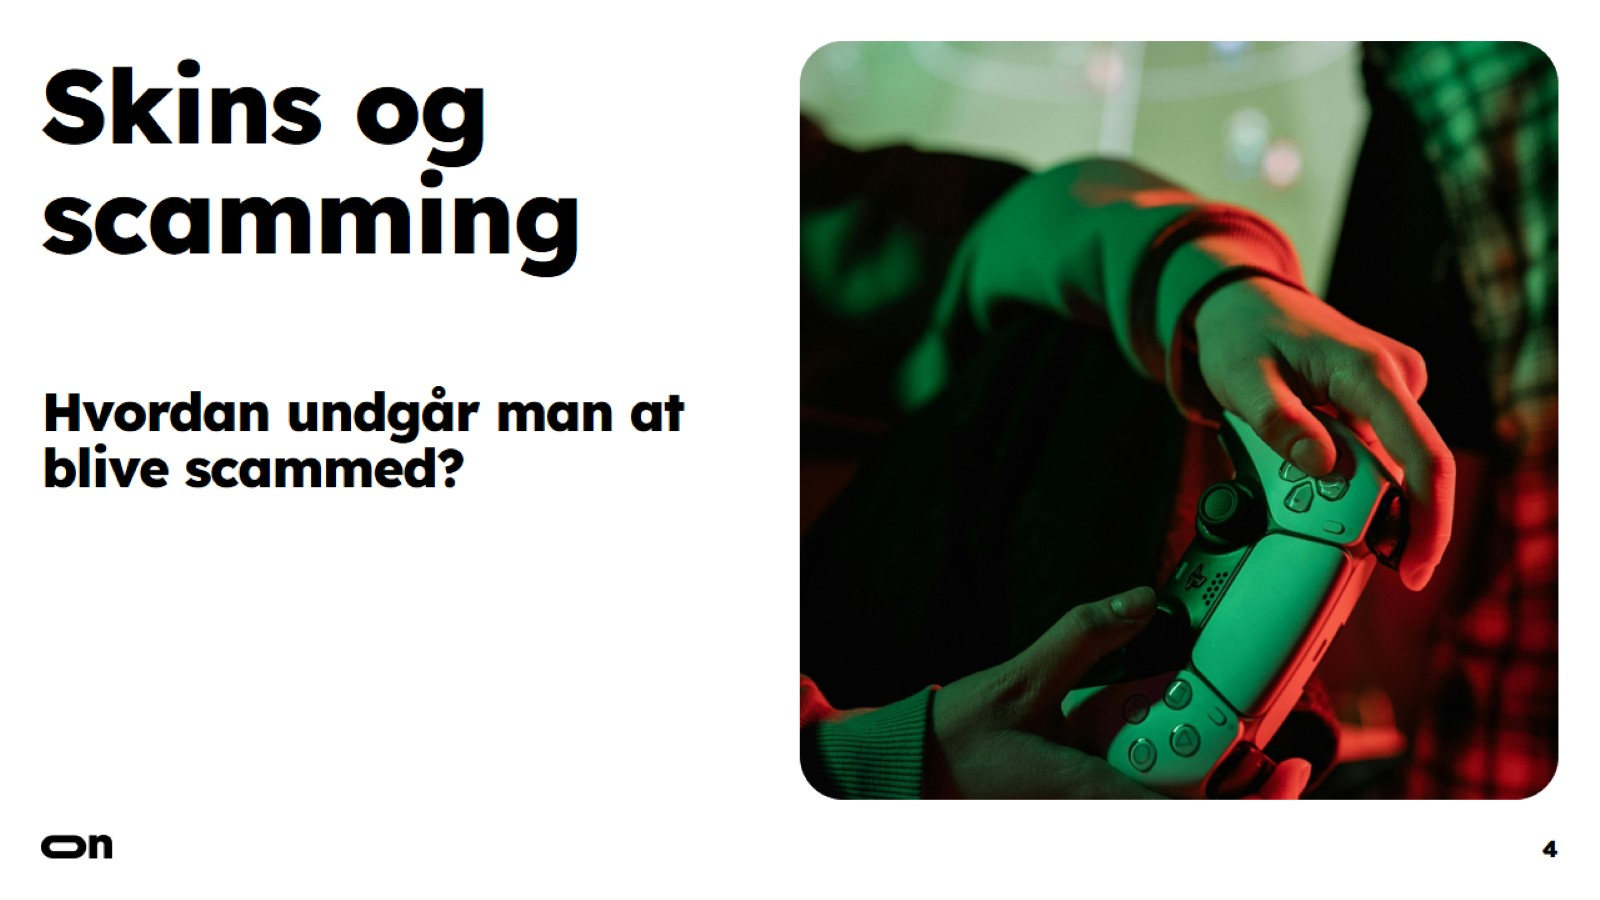 Skins og
scamming
Hvordan undgår man at
blive scammed?
on
4